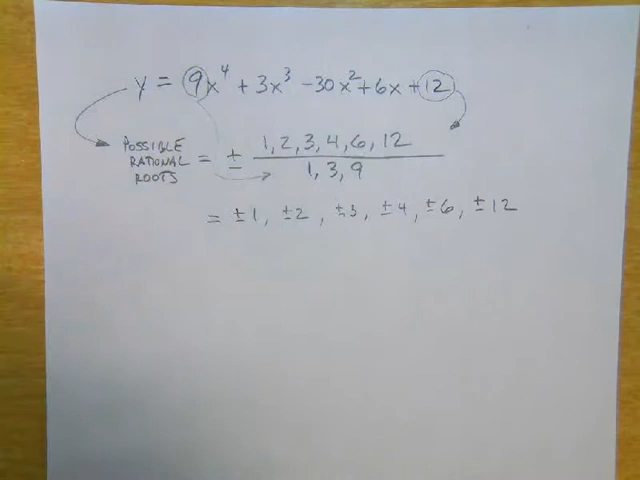 y = 9x⁴ + 3x³ - 30x² + 6x + 12
POSSIBLE RATIONAL ROOTS = ± 1, 2, 3, 4, 6, 12 / 1, 3, 9
= ±1, ±2, ±3, ±4, ±6, ±12